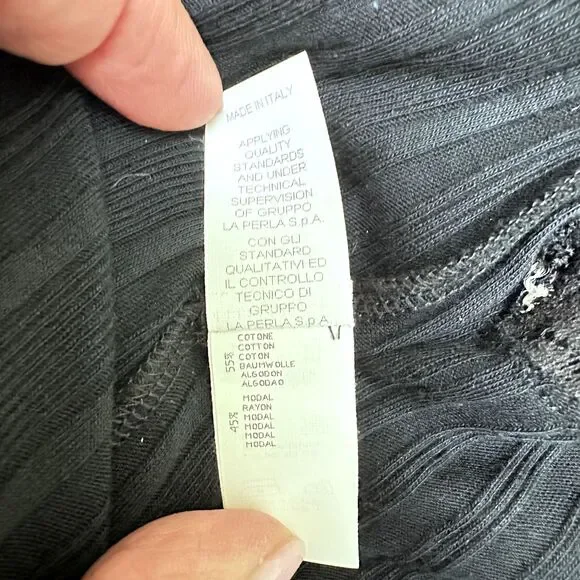 MADE IN ITALY
APPLYING
QUALITY
STANDARDS
AND UNDER
TECHNICAL
SUPERVISION
OF GRUPPO
LA PERLA S.p.A.
CON GLI
STANDARD
QUALITATIVI ED
IL CONTROLLO
TECNICO DI
GRUPPO
LA PERLA S.p.A.
55%
COTONE
COTTON
COTON
BAUMWOLLE
ALGODON
ALGODAO
45%
MODAL
RAYON
MODAL
MODAL
MODAL
MODAL